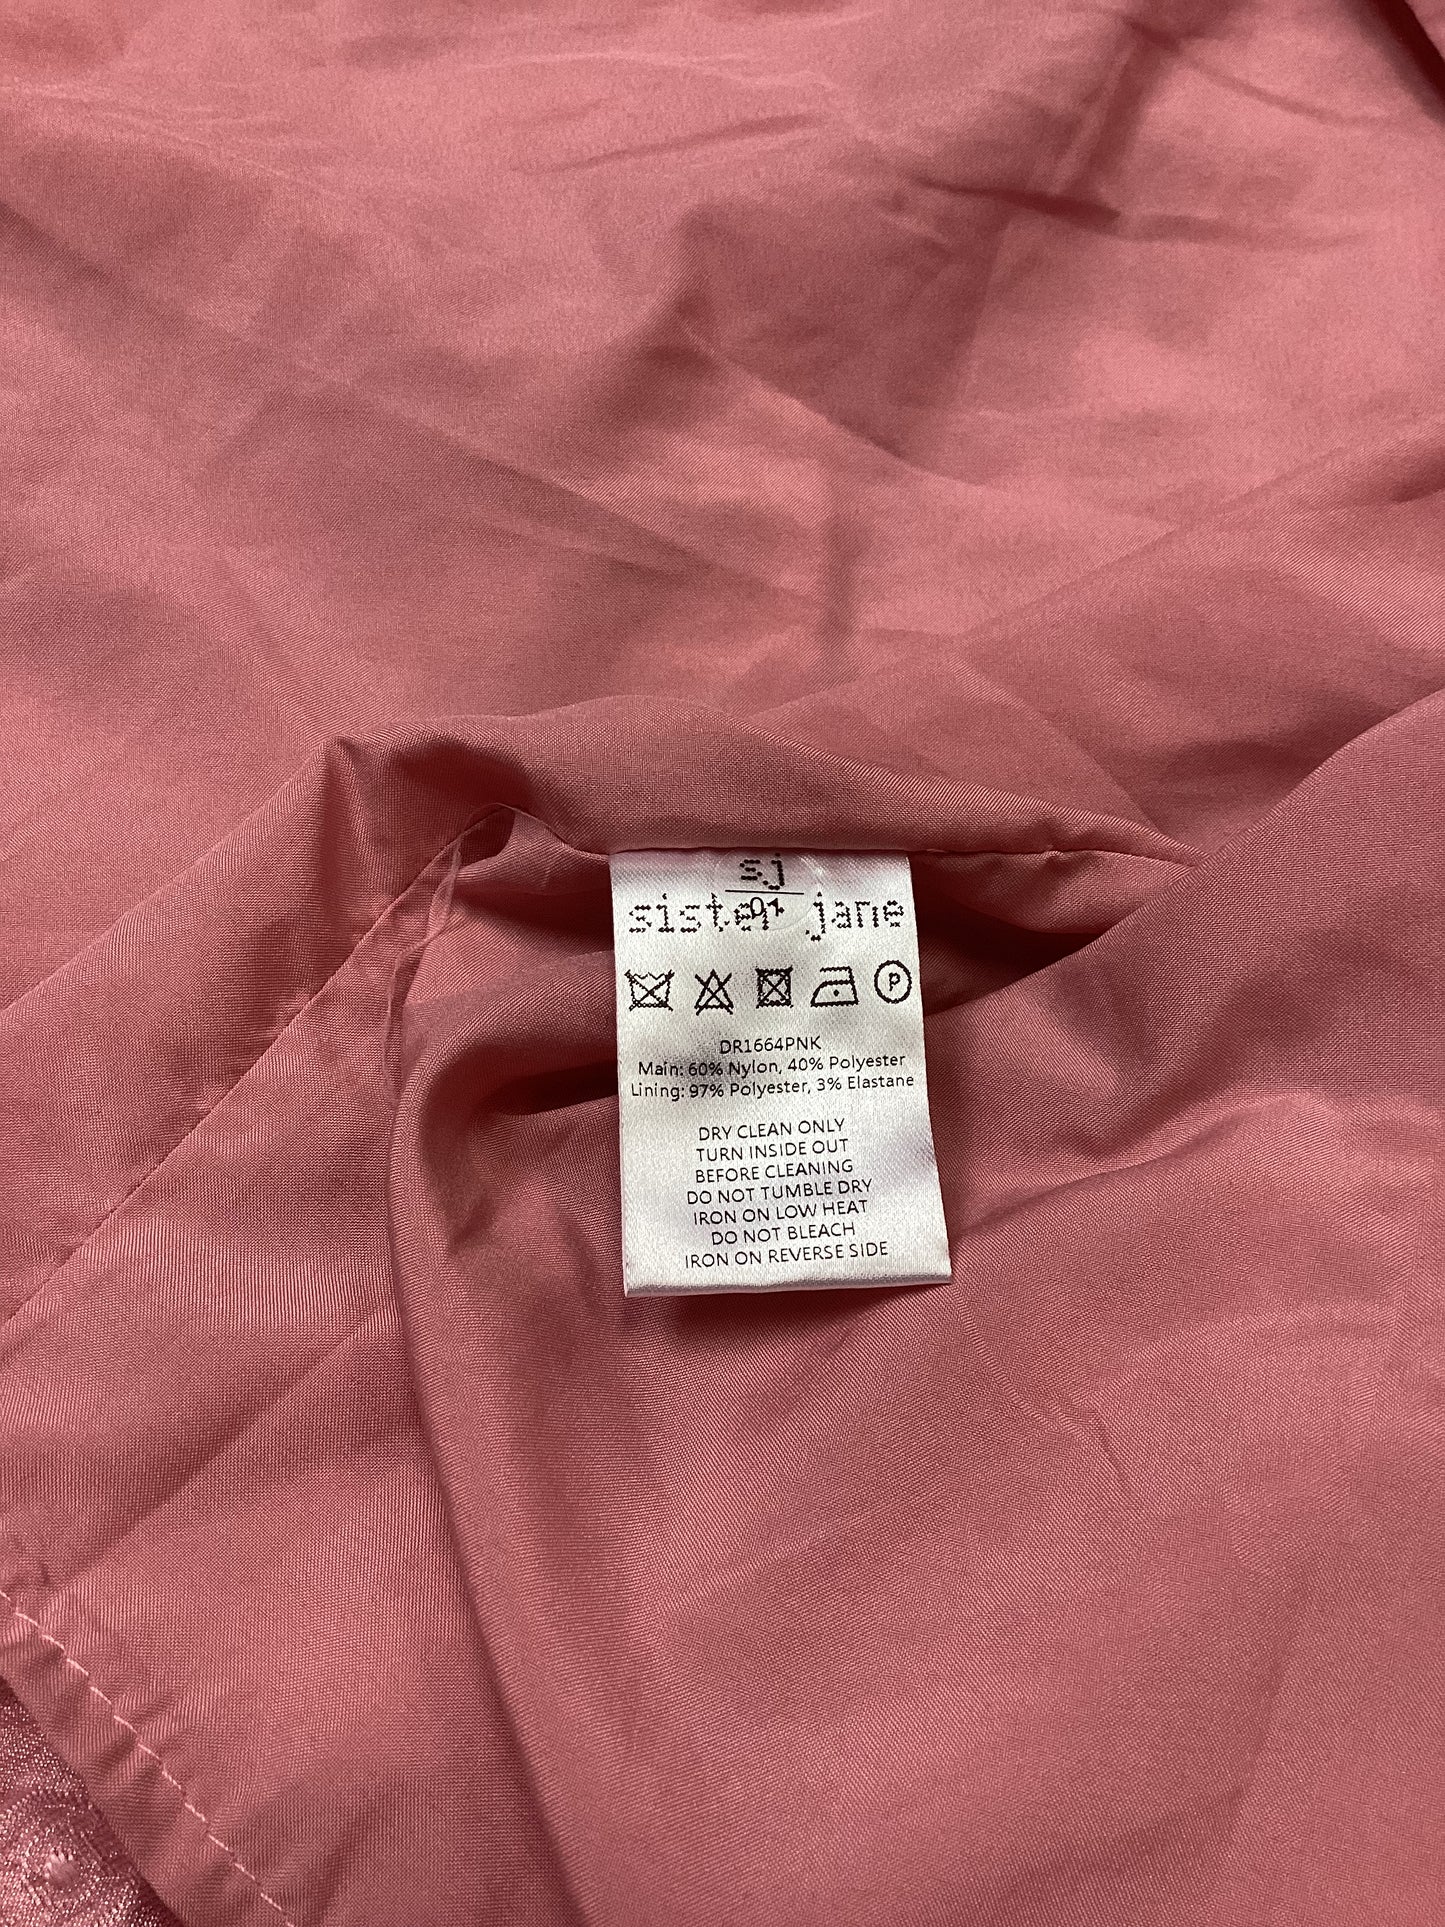 sj
sister jane
01
P
DR1664PNK
Main: 60% Nylon, 40% Polyester
Lining: 97% Polyester, 3% Elastane
DRY CLEAN ONLY
TURN INSIDE OUT
BEFORE CLEANING
DO NOT TUMBLE DRY
IRON ON LOW HEAT
DO NOT BLEACH
IRON ON REVERSE SIDE